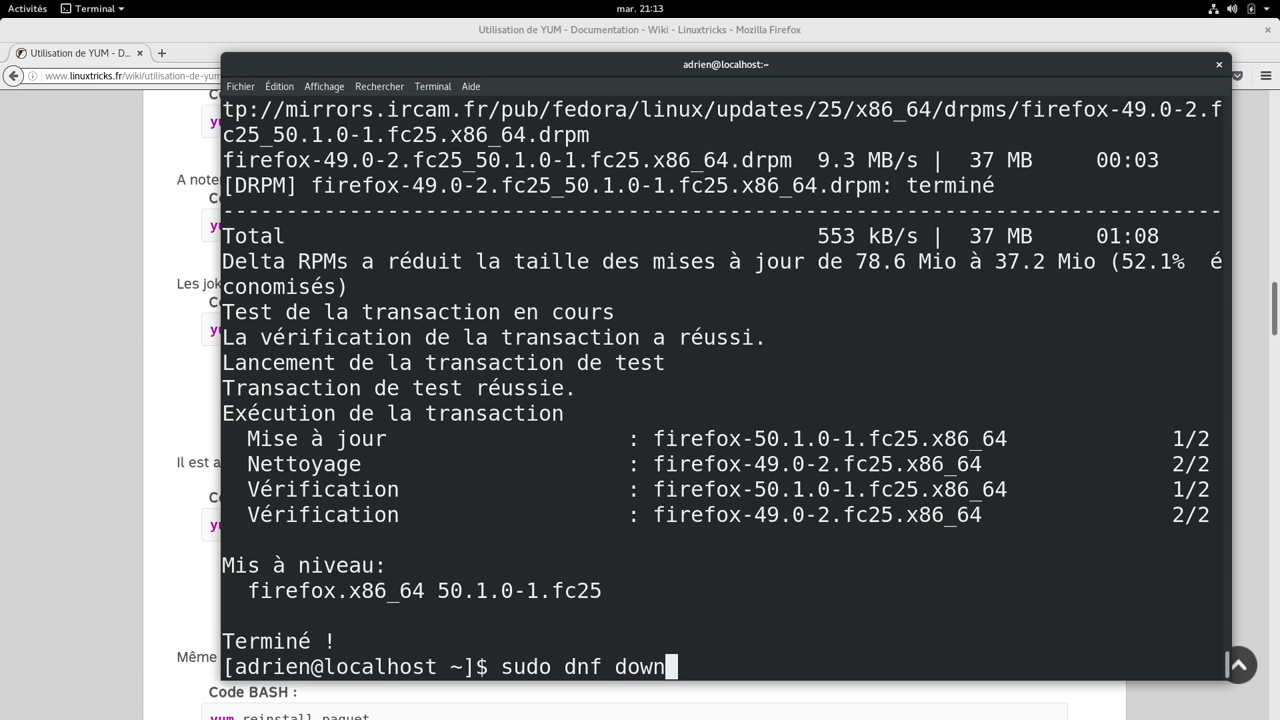 Activités
Terminal
mar. 21:13
Utilisation de YUM - Documentation - Wiki - Linuxtricks - Mozilla Firefox
Utilisation de YUM - D...
www.linuxtricks.fr/wiki/utilisation-de-yum
adrien@localhost:~
Fichier Édition Affichage Rechercher Terminal Aide
tp://mirrors.ircam.fr/pub/fedora/linux/updates/25/x86_64/drpms/firefox-49.0-2.f
c25_50.1.0-1.fc25.x86_64.drpm
firefox-49.0-2.fc25_50.1.0-1.fc25.x86_64.drpm 9.3 MB/s | 37 MB 00:03
[DRPM] firefox-49.0-2.fc25_50.1.0-1.fc25.x86_64.drpm: terminé
-------------------------------------------------------------------------------
Total 553 kB/s | 37 MB 01:08
Delta RPMs a réduit la taille des mises à jour de 78.6 Mio à 37.2 Mio (52.1% é
conomisés)
Test de la transaction en cours
La vérification de la transaction a réussi.
Lancement de la transaction de test
Transaction de test réussie.
Exécution de la transaction
Mise à jour : firefox-50.1.0-1.fc25.x86_64 1/2
Nettoyage : firefox-49.0-2.fc25.x86_64 2/2
Vérification : firefox-50.1.0-1.fc25.x86_64 1/2
Vérification : firefox-49.0-2.fc25.x86_64 2/2
Mis à niveau:
firefox.x86_64 50.1.0-1.fc25
Terminé !
[adrien@localhost ~]$ sudo dnf down
A noter
Les jok
Il est a
Même
Code BASH :
yum reinstall paquet